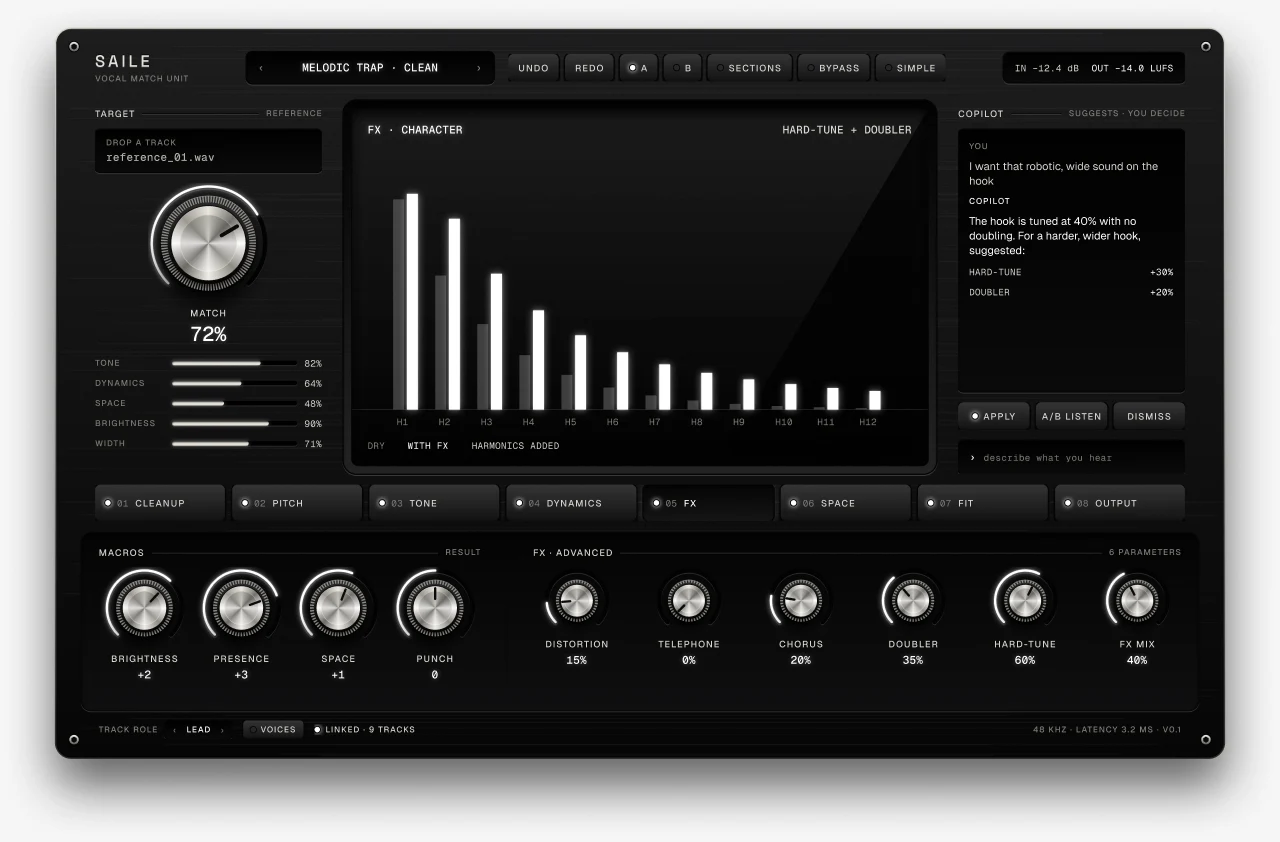 SAILE
VOCAL MATCH UNIT
‹ MELODIC TRAP · CLEAN ›
UNDO
REDO
A
B
SECTIONS
BYPASS
SIMPLE
IN −12.4 dB OUT −14.0 LUFS
TARGET
REFERENCE
DROP A TRACK
reference_01.wav
MATCH
72%
TONE 82%
DYNAMICS 64%
SPACE 48%
BRIGHTNESS 90%
WIDTH 71%
FX · CHARACTER
HARD-TUNE + DOUBLER
H1 H2 H3 H4 H5 H6 H7 H8 H9 H10 H11 H12
DRY WITH FX HARMONICS ADDED
COPILOT
SUGGESTS · YOU DECIDE
YOU
I want that robotic, wide sound on the
hook
COPILOT
The hook is tuned at 40% with no
doubling. For a harder, wider hook,
suggested:
HARD-TUNE +30%
DOUBLER +20%
APPLY
A/B LISTEN
DISMISS
› describe what you hear
01 CLEANUP
02 PITCH
03 TONE
04 DYNAMICS
05 FX
06 SPACE
07 FIT
08 OUTPUT
MACROS
RESULT
BRIGHTNESS
+2
PRESENCE
+3
SPACE
+1
PUNCH
0
FX · ADVANCED
6 PARAMETERS
DISTORTION
15%
TELEPHONE
0%
CHORUS
20%
DOUBLER
35%
HARD-TUNE
60%
FX MIX
40%
TRACK ROLE ‹ LEAD ›
VOICES
LINKED · 9 TRACKS
48 KHZ · LATENCY 3.2 MS · V0.1